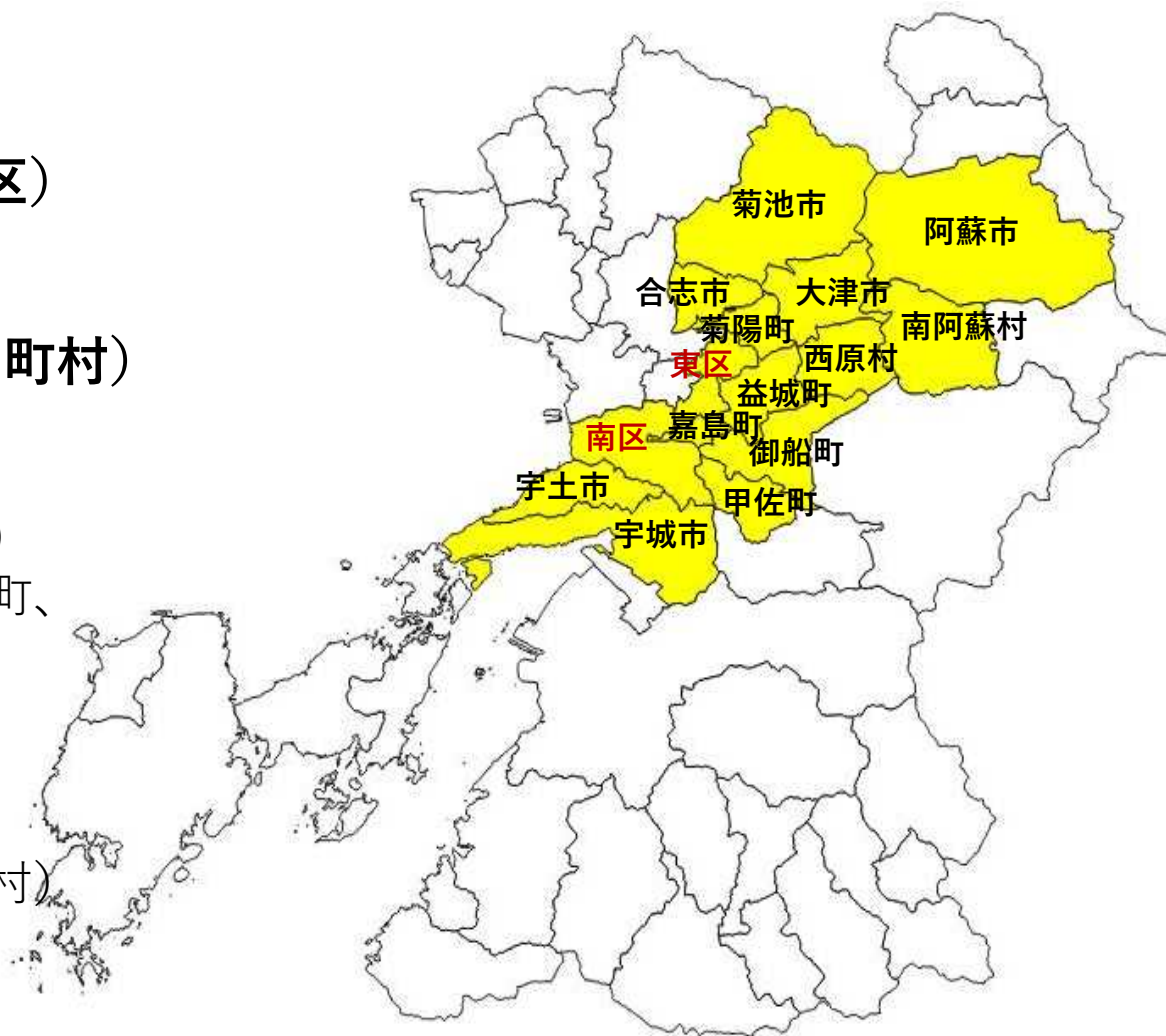 区)
町村)
)
町、
村)
菊池市
阿蘇市
合志市
大津市
菊陽町
南阿蘇村
東区
西原村
益城町
嘉島町
南区
御船町
宇土市
甲佐町
宇城市